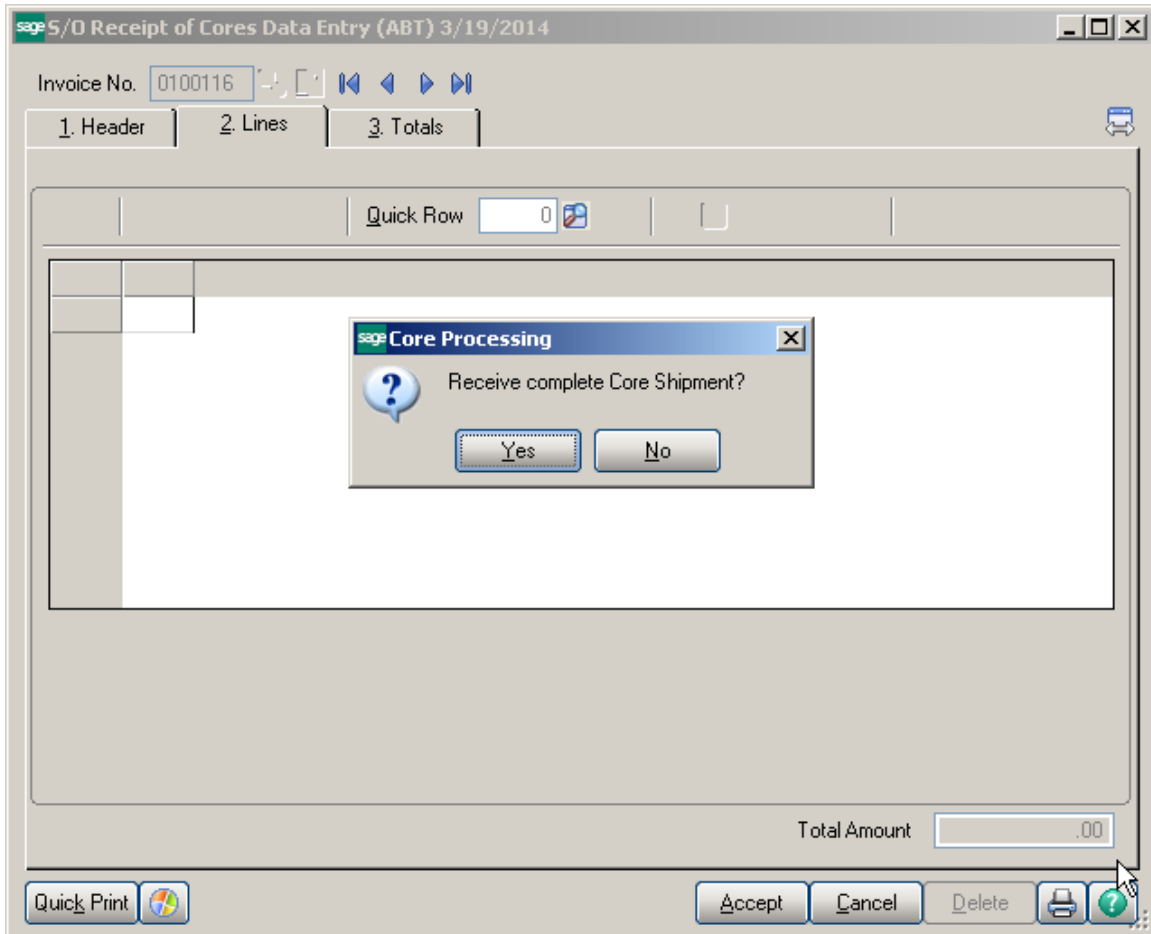 sage S/O Receipt of Cores Data Entry (ABT) 3/19/2014
Invoice No. 0100116
1. Header 2. Lines 3. Totals
Quick Row 0
sage Core Processing
Receive complete Core Shipment?
Yes No
Total Amount .00
Quick Print Accept Cancel Delete